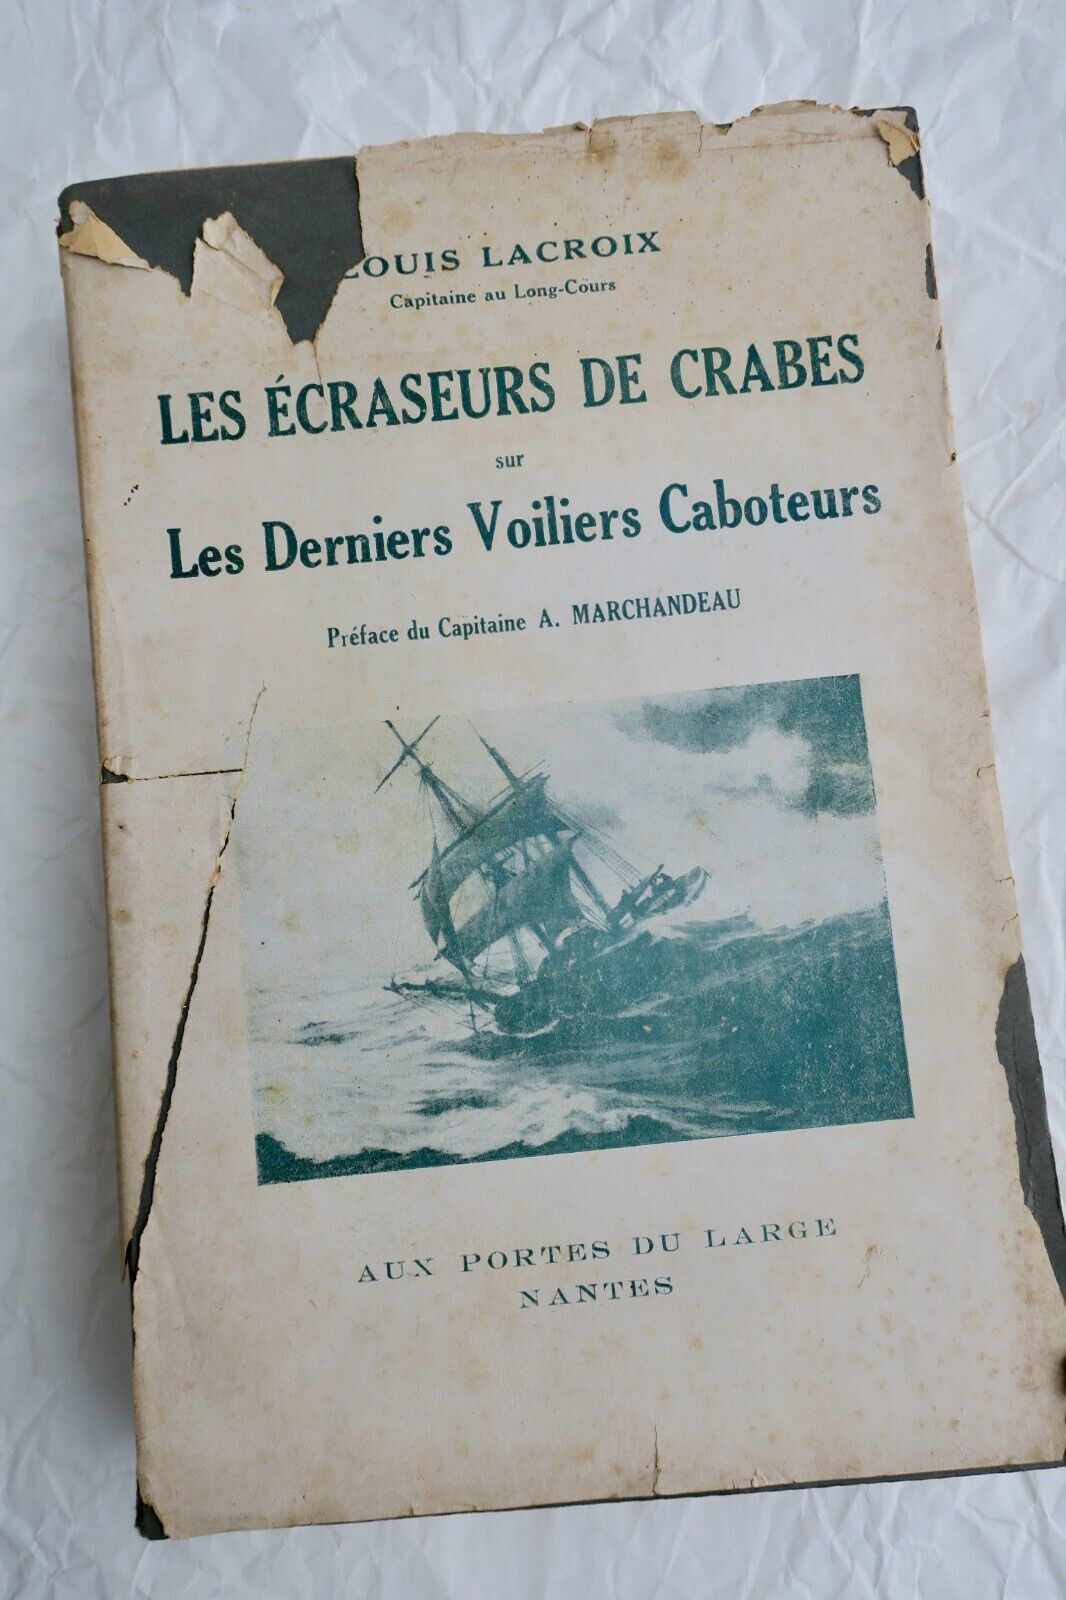 LOUIS LACROIX
Capitaine au Long-Cours
LES ÉCRASEURS DE CRABES
sur
Les Derniers Voiliers Caboteurs
Préface du Capitaine A. MARCHANDEAU
AUX PORTES DU LARGE
NANTES